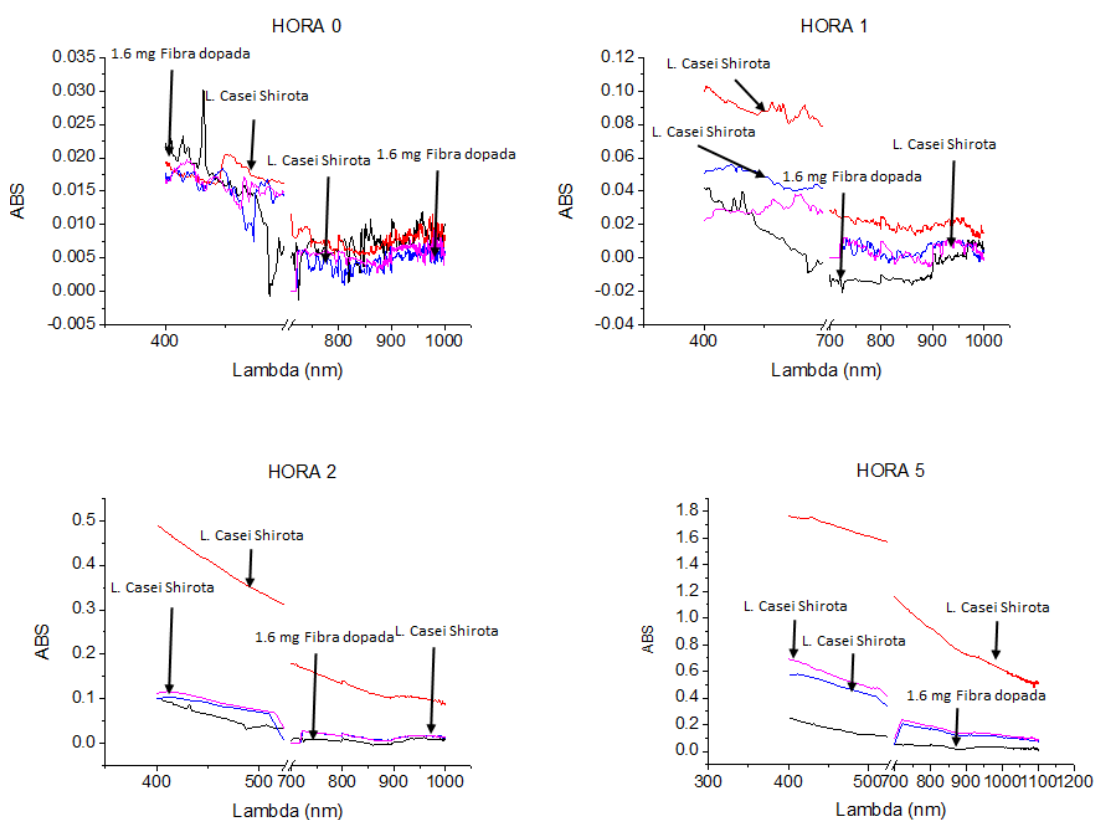 HORA 0
0.035
0.030
0.025
0.020
0.015
0.010
0.005
0.000
-0.005
ABS
1.6 mg Fibra dopada
L. Casei Shirota
L. Casei Shirota
1.6 mg Fibra dopada
400
800
900
1000
Lambda (nm)
HORA 1
0.12
0.10
0.08
0.06
0.04
0.02
0.00
-0.02
-0.04
ABS
L. Casei Shirota
L. Casei Shirota
L. Casei Shirota
1.6 mg Fibra dopada
400
700
800
900
1000
Lambda (nm)
HORA 2
0.5
0.4
0.3
0.2
0.1
0.0
ABS
L. Casei Shirota
L. Casei Shirota
1.6 mg Fibra dopada
L. Casei Shirota
400
500
700
800
900
1000
Lambda (nm)
HORA 5
1.8
1.6
1.4
1.2
1.0
0.8
0.6
0.4
0.2
0.0
ABS
L. Casei Shirota
L. Casei Shirota
L. Casei Shirota
1.6 mg Fibra dopada
300
400
500
700
800
900
1000
1100
1200
Lambda (nm)